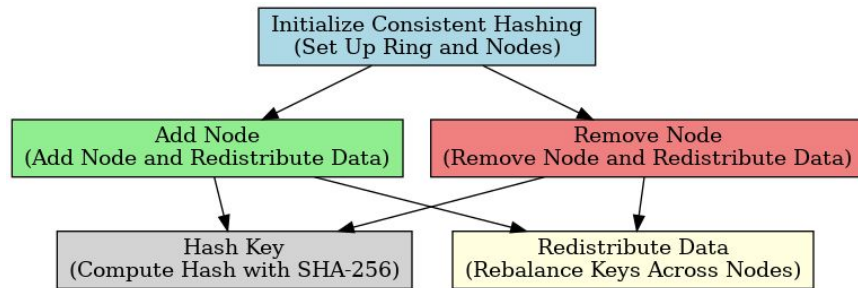 Initialize Consistent Hashing
(Set Up Ring and Nodes)
Add Node
(Add Node and Redistribute Data)
Remove Node
(Remove Node and Redistribute Data)
Hash Key
(Compute Hash with SHA-256)
Redistribute Data
(Rebalance Keys Across Nodes)